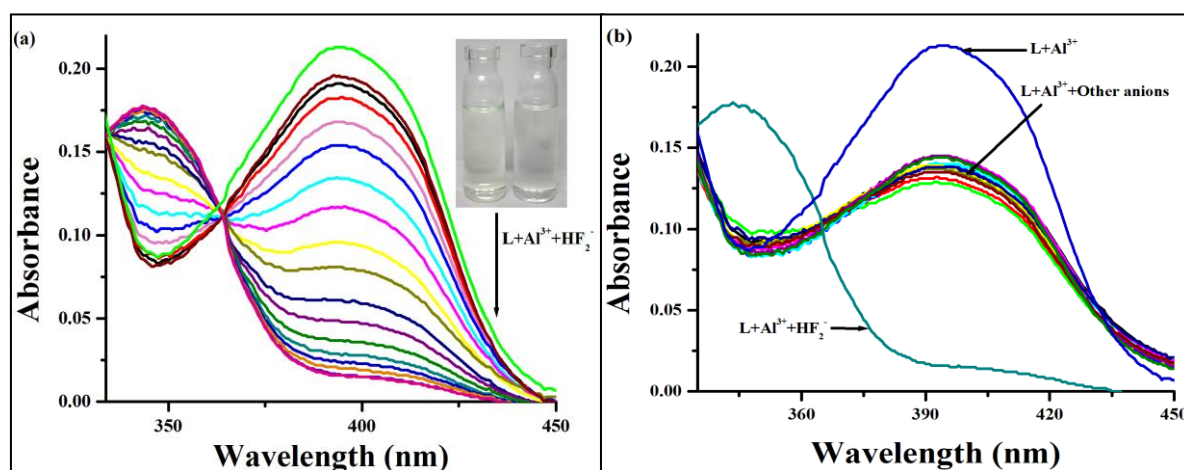 (a)
0.20
0.15
0.10
0.05
0.00
Absorbance
350
400
450
Wavelength (nm)
L+Al³⁺+HF₂⁻
(b)
0.20
0.15
0.10
0.05
0.00
Absorbance
360
390
420
450
Wavelength (nm)
L+Al³⁺
L+Al³⁺+Other anions
L+Al³⁺+HF₂⁻